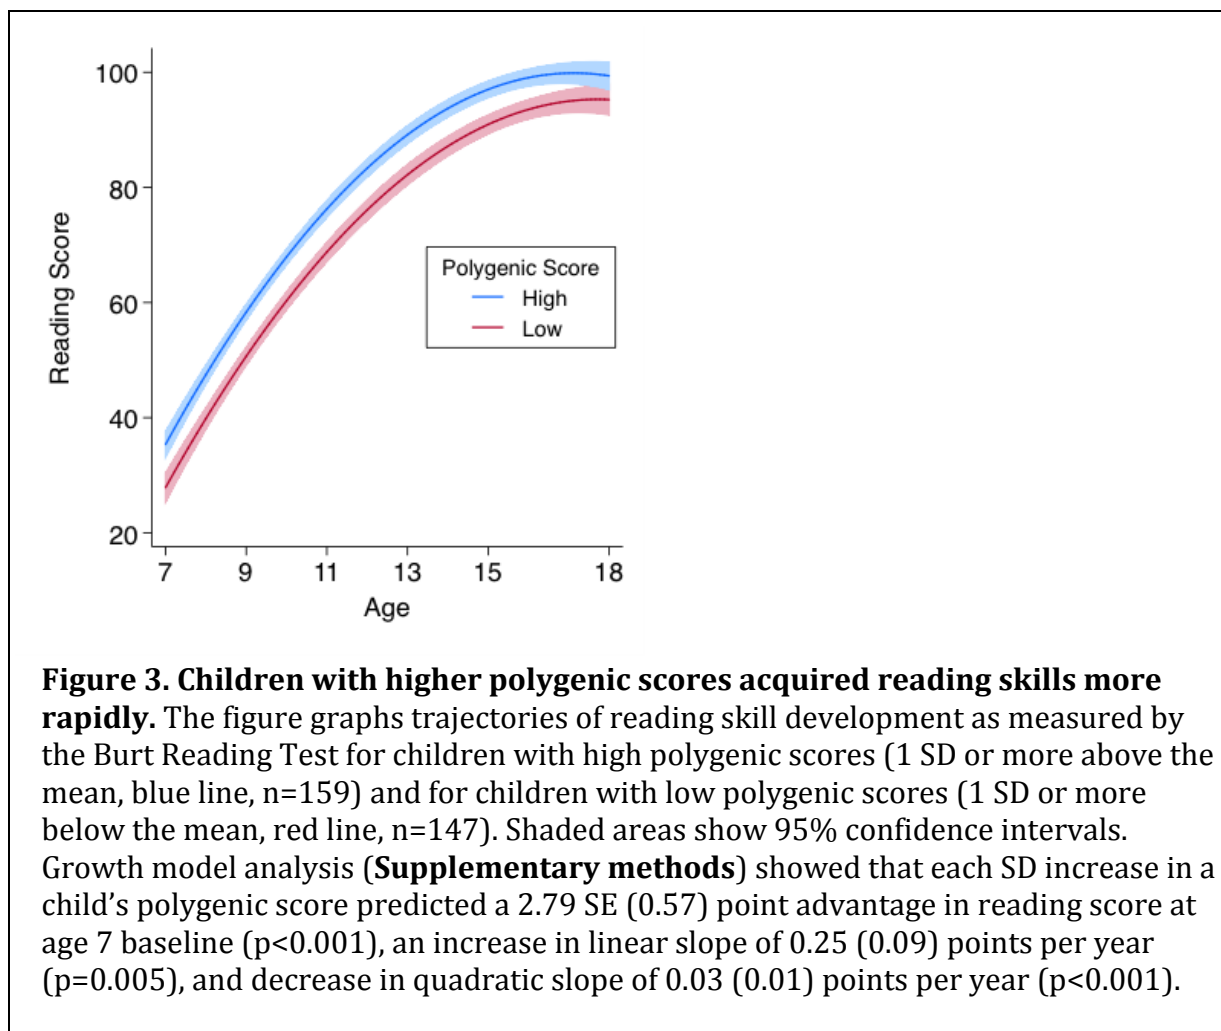 100
80
60
40
20
Reading Score
Polygenic Score
High
Low
7 9 11 13 15 18
Age
Figure 3. Children with higher polygenic scores acquired reading skills more
rapidly. The figure graphs trajectories of reading skill development as measured by
the Burt Reading Test for children with high polygenic scores (1 SD or more above the
mean, blue line, n=159) and for children with low polygenic scores (1 SD or more
below the mean, red line, n=147). Shaded areas show 95% confidence intervals.
Growth model analysis (Supplementary methods) showed that each SD increase in a
child’s polygenic score predicted a 2.79 SE (0.57) point advantage in reading score at
age 7 baseline (p<0.001), an increase in linear slope of 0.25 (0.09) points per year
(p=0.005), and decrease in quadratic slope of 0.03 (0.01) points per year (p<0.001).